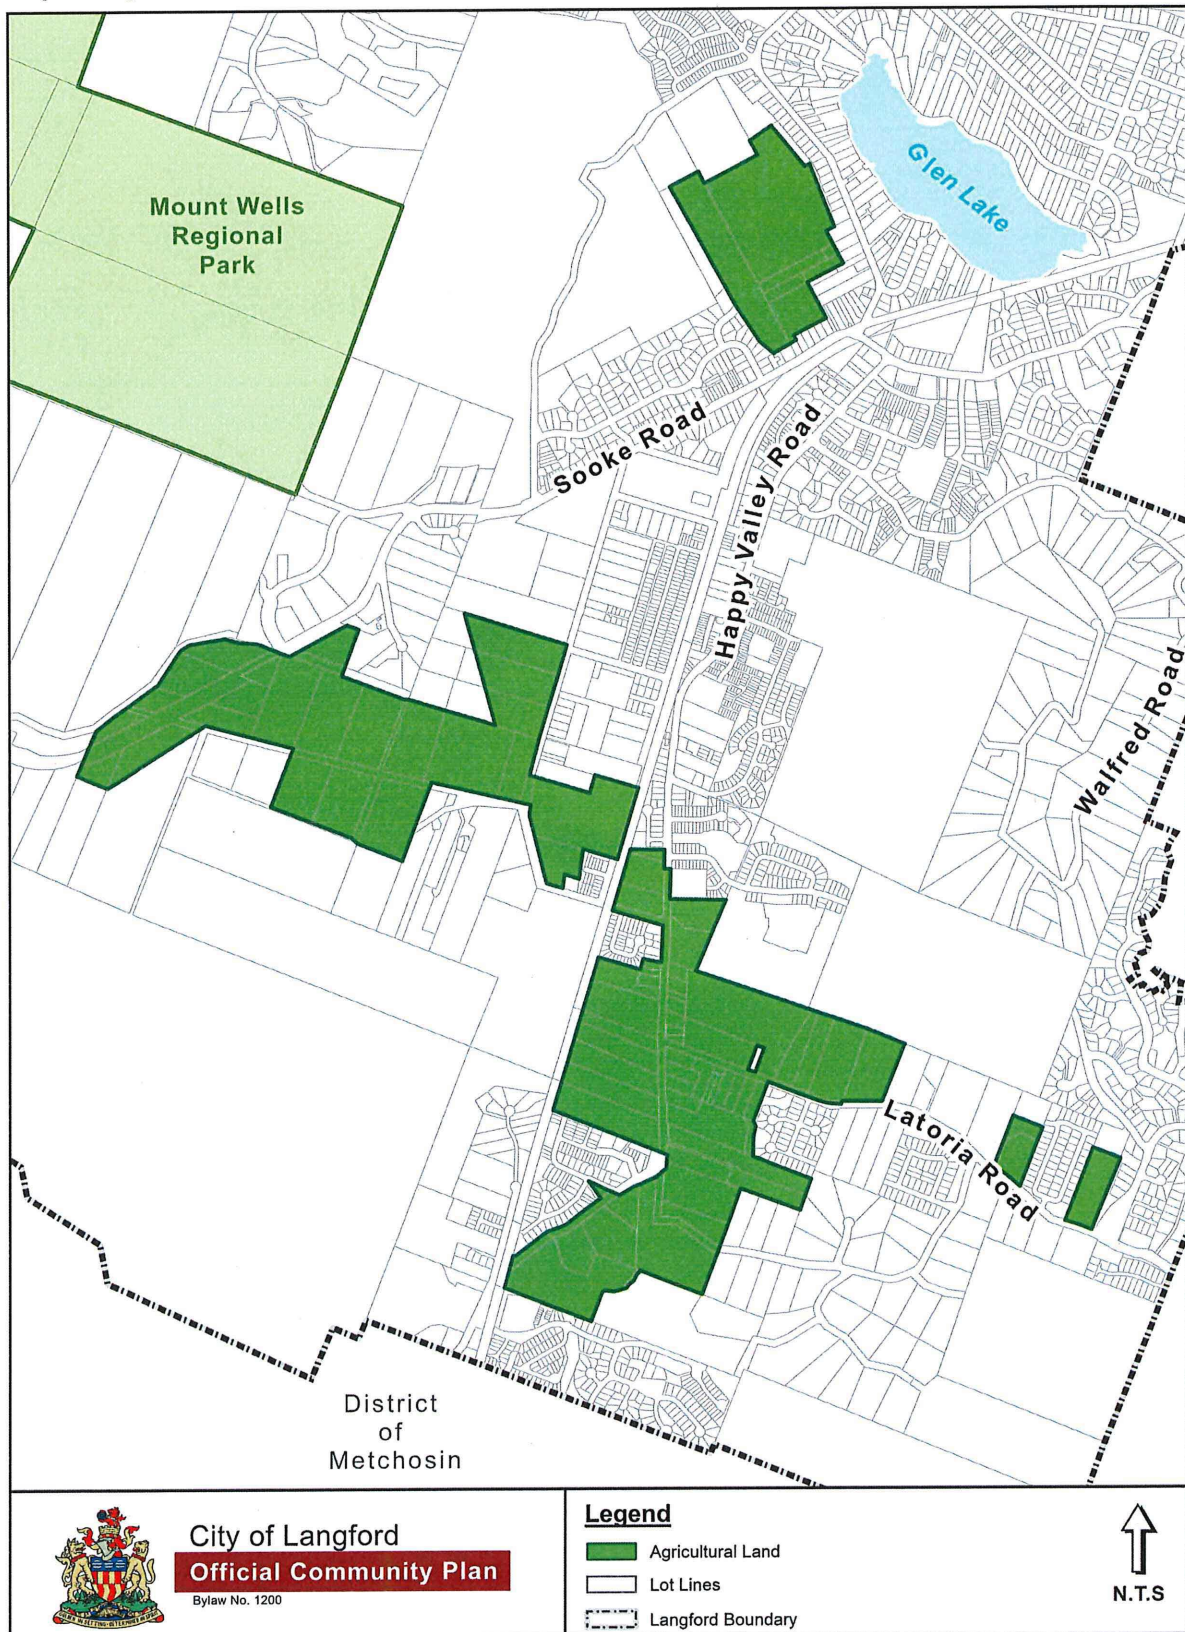 Glen Lake
Mount Wells
Regional
Park
Sooke Road
Happy Valley Road
Walfred Road
Latoria Road
District
of
Metchosin
City of Langford
Official Community Plan
Bylaw No. 1200
Legend
Agricultural Land
Lot Lines
Langford Boundary
N.T.S